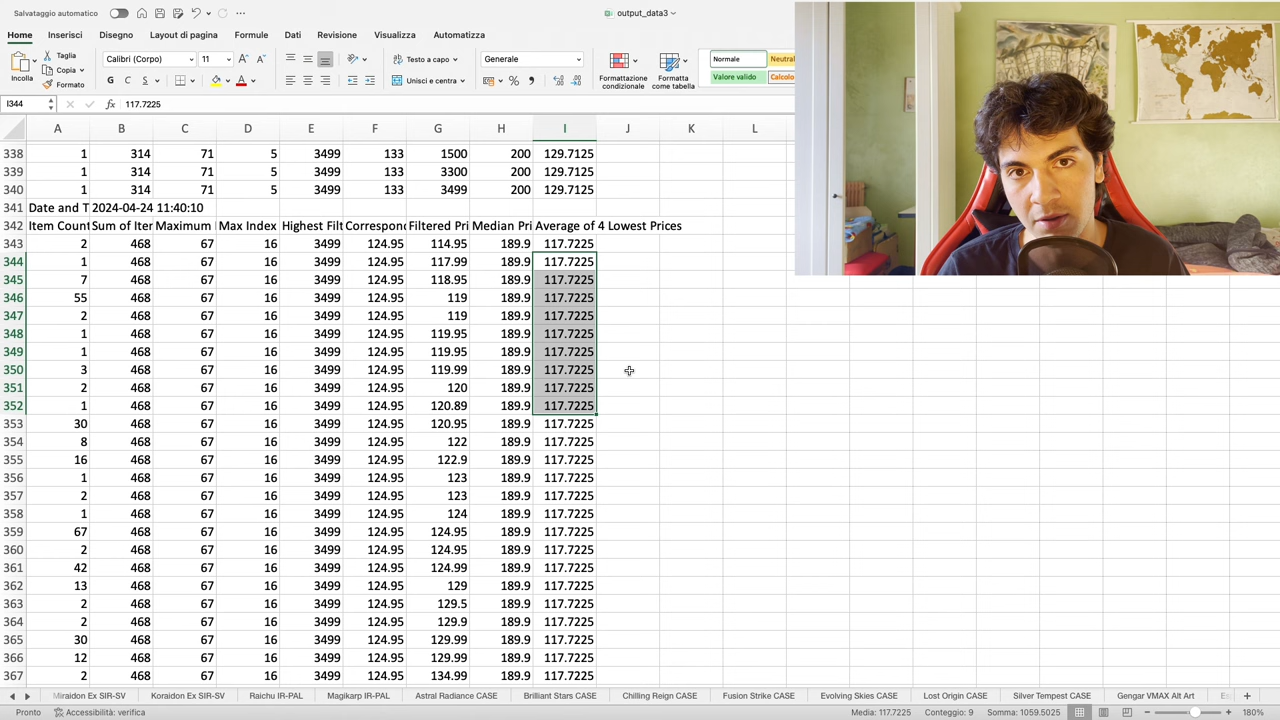 Salvataggio automatico
output_data3
Home Inserisci Disegno Layout di pagina Formule Dati Revisione Visualizza Automatizza
Incolla
Taglia
Copia
Formato
Calibri (Corpo) 11
G C S
Testo a capo
Unisci e centra
Generale
Formattazione condizionale
Formatta come tabella
Normale
Neutral
Valore valido
Calcolo
I344 fx 117.7225
A B C D E F G H I J K L
338 1 314 71 5 3499 133 1500 200 129.7125
339 1 314 71 5 3499 133 3300 200 129.7125
340 1 314 71 5 3499 133 3499 200 129.7125
341 Date and T 2024-04-24 11:40:10
342 Item Count Sum of Ite Maximum Max Index Highest Filt Correspond Filtered Pri Median Pri Average of 4 Lowest Prices
343 2 468 67 16 3499 124.95 114.95 189.9 117.7225
344 1 468 67 16 3499 124.95 117.99 189.9 117.7225
345 7 468 67 16 3499 124.95 118.95 189.9 117.7225
346 55 468 67 16 3499 124.95 119 189.9 117.7225
347 2 468 67 16 3499 124.95 119 189.9 117.7225
348 1 468 67 16 3499 124.95 119.95 189.9 117.7225
349 1 468 67 16 3499 124.95 119.95 189.9 117.7225
350 3 468 67 16 3499 124.95 119.99 189.9 117.7225
351 2 468 67 16 3499 124.95 120 189.9 117.7225
352 1 468 67 16 3499 124.95 120.89 189.9 117.7225
353 30 468 67 16 3499 124.95 120.95 189.9 117.7225
354 8 468 67 16 3499 124.95 122 189.9 117.7225
355 16 468 67 16 3499 124.95 122.9 189.9 117.7225
356 1 468 67 16 3499 124.95 123 189.9 117.7225
357 2 468 67 16 3499 124.95 123 189.9 117.7225
358 1 468 67 16 3499 124.95 124 189.9 117.7225
359 67 468 67 16 3499 124.95 124.95 189.9 117.7225
360 2 468 67 16 3499 124.95 124.95 189.9 117.7225
361 42 468 67 16 3499 124.95 124.99 189.9 117.7225
362 13 468 67 16 3499 124.95 129 189.9 117.7225
363 2 468 67 16 3499 124.95 129.5 189.9 117.7225
364 2 468 67 16 3499 124.95 129.9 189.9 117.7225
365 30 468 67 16 3499 124.95 129.99 189.9 117.7225
366 12 468 67 16 3499 124.95 129.99 189.9 117.7225
367 2 468 67 16 3499 124.95 134.99 189.9 117.7225
Miraidon Ex SIR-SV Koraidon Ex SIR-SV Raichu IR-PAL Magikarp IR-PAL Astral Radiance CASE Brilliant Stars CASE Chilling Reign CASE Fusion Strike CASE Evolving Skies CASE Lost Origin CASE Silver Tempest CASE Gengar VMAX Alt Art
Pronto Accessibilità: verifica Media: 117.7225 Conteggio: 9 Somma: 1059.5025 180%